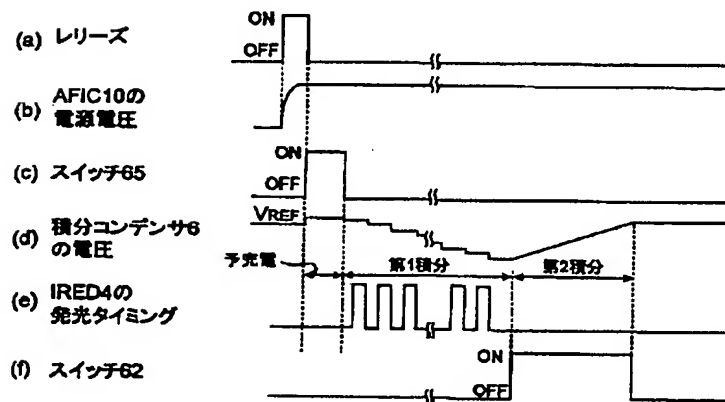 ON
(a) レリーズ
OFF
(b) AFIC10の
電源電圧
ON
(c) スイッチ65
OFF
VREF
(d) 積分コンデンサ6
の電圧
予充電
第1積分
第2積分
(e) IRED4の
発光タイミング
ON
(f) スイッチ62
OFF